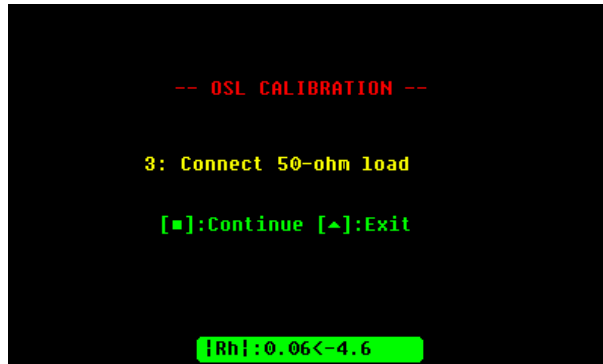 -- OSL CALIBRATION --
3: Connect 50-ohm load
[■]:Continue [▲]:Exit
¦Rh¦:0.06<-4.6